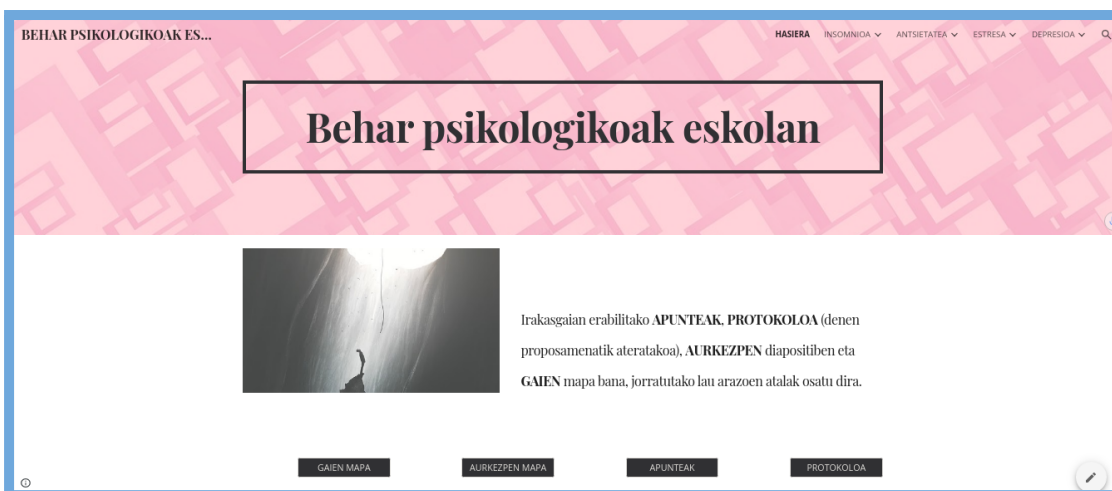 BEHAR PSIKOLOGIKOAK ES...
HASIERA INSOMNIOA ANTSIETATEA ESTRESA DEPRESIOA
Behar psikologikoak eskolan
Irakasgaian erabilitako APUNTEAK, PROTOKOLOA (denen
proposamenatik ateratakoa), AURKEZPEN diapositiben eta
GAIEN mapa bana, jorratutako lau arazoen atalak osatu dira.
GAIEN MAPA AURKEZPEN MAPA APUNTEAK PROTOKOLOA